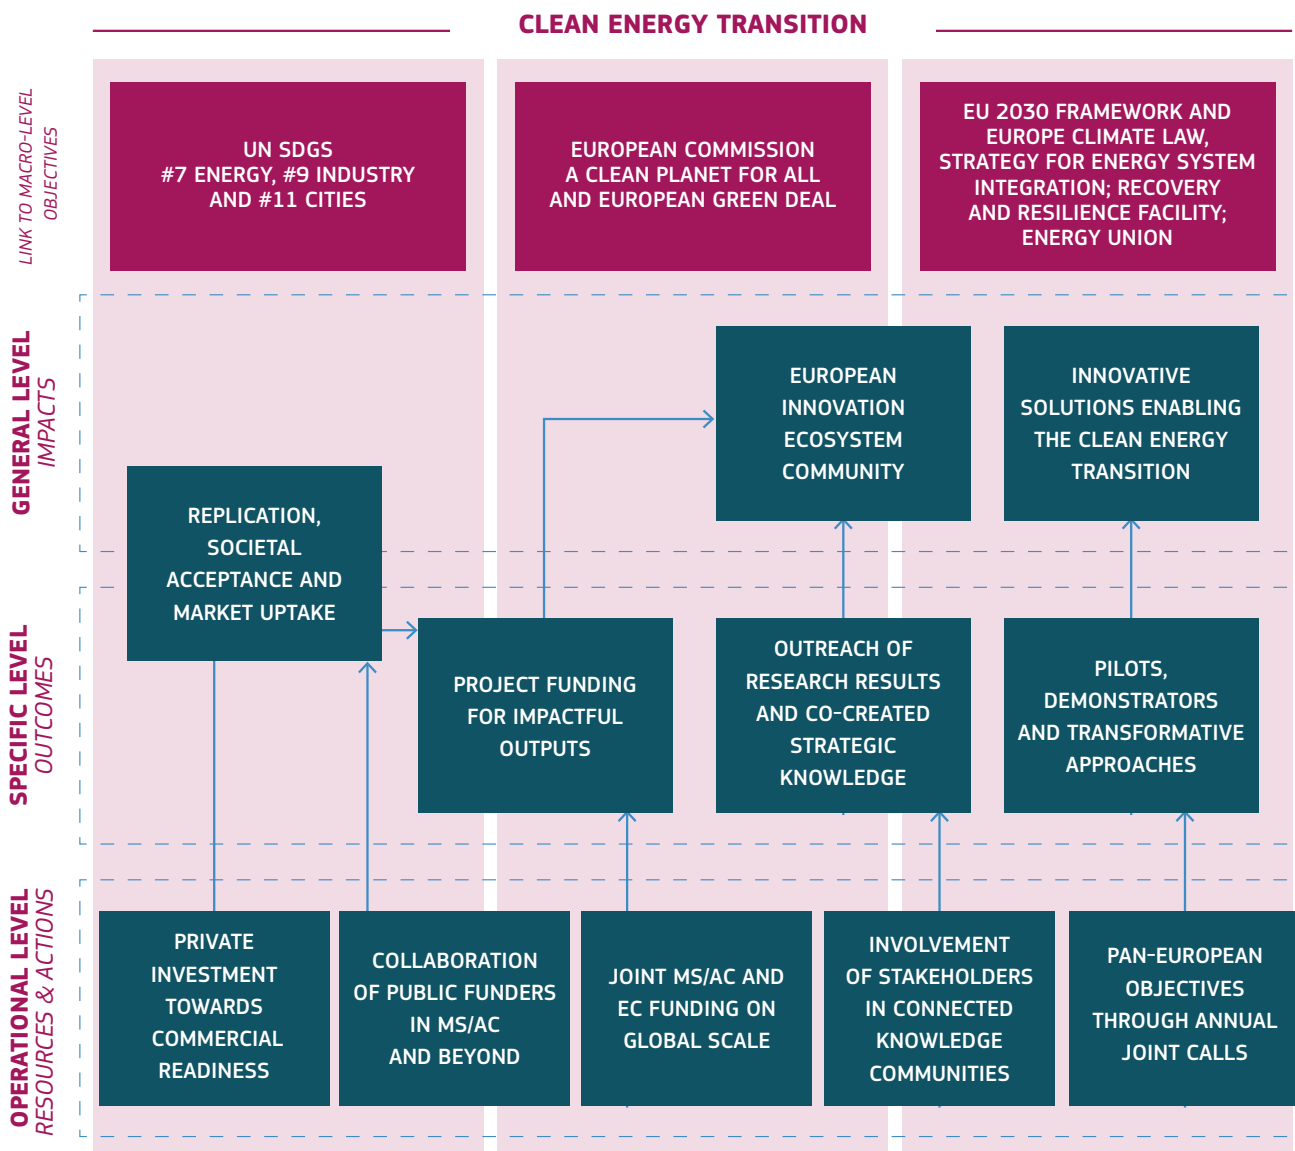 CLEAN ENERGY TRANSITION
LINK TO MACRO-LEVEL
OBJECTIVES
UN SDGS
#7 ENERGY, #9 INDUSTRY
AND #11 CITIES
EUROPEAN COMMISSION
A CLEAN PLANET FOR ALL
AND EUROPEAN GREEN DEAL
EU 2030 FRAMEWORK AND
EUROPE CLIMATE LAW,
STRATEGY FOR ENERGY SYSTEM
INTEGRATION; RECOVERY
AND RESILIENCE FACILITY;
ENERGY UNION
GENERAL LEVEL
IMPACTS
REPLICATION,
SOCIETAL
ACCEPTANCE AND
MARKET UPTAKE
EUROPEAN
INNOVATION
ECOSYSTEM
COMMUNITY
INNOVATIVE
SOLUTIONS ENABLING
THE CLEAN ENERGY
TRANSITION
SPECIFIC LEVEL
OUTCOMES
PROJECT FUNDING
FOR IMPACTFUL
OUTPUTS
OUTREACH OF
RESEARCH RESULTS
AND CO-CREATED
STRATEGIC
KNOWLEDGE
PILOTS,
DEMONSTRATORS
AND TRANSFORMATIVE
APPROACHES
OPERATIONAL LEVEL
RESOURCES & ACTIONS
PRIVATE
INVESTMENT
TOWARDS
COMMERCIAL
READINESS
COLLABORATION
OF PUBLIC FUNDERS
IN MS/AC
AND BEYOND
JOINT MS/AC AND
EC FUNDING ON
GLOBAL SCALE
INVOLVEMENT
OF STAKEHOLDERS
IN CONNECTED
KNOWLEDGE
COMMUNITIES
PAN-EUROPEAN
OBJECTIVES
THROUGH ANNUAL
JOINT CALLS